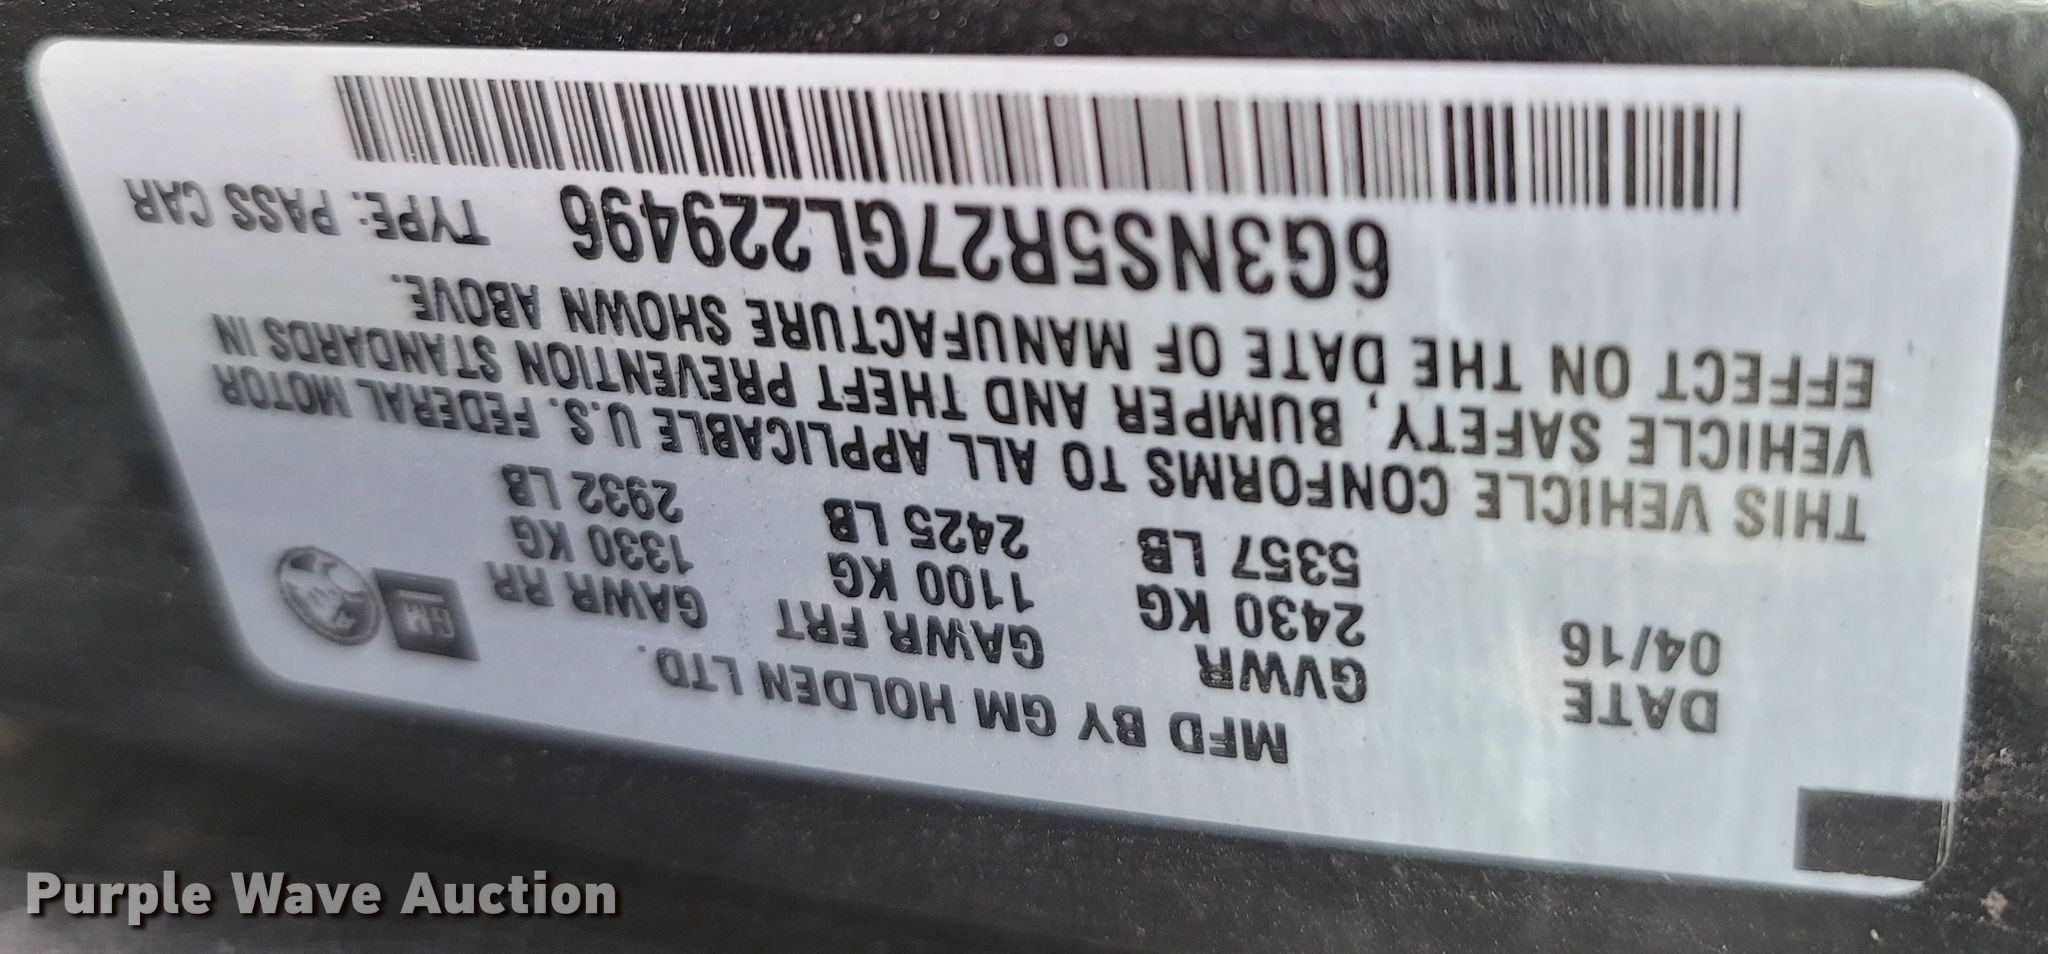 MFD BY GM HOLDEN LTD.
DATE GVWR GAWR FRT GAWR RR
04/16 2430 KG 1100 KG 1330 KG
5357 LB 2425 LB 2932 LB
GM
THIS VEHICLE CONFORMS TO ALL APPLICABLE U.S. FEDERAL MOTOR
VEHICLE SAFETY, BUMPER AND THEFT PREVENTION STANDARDS IN
EFFECT ON THE DATE OF MANUFACTURE SHOWN ABOVE.
6G3NS5R27GL229496 TYPE: PASS CAR
Purple Wave Auction